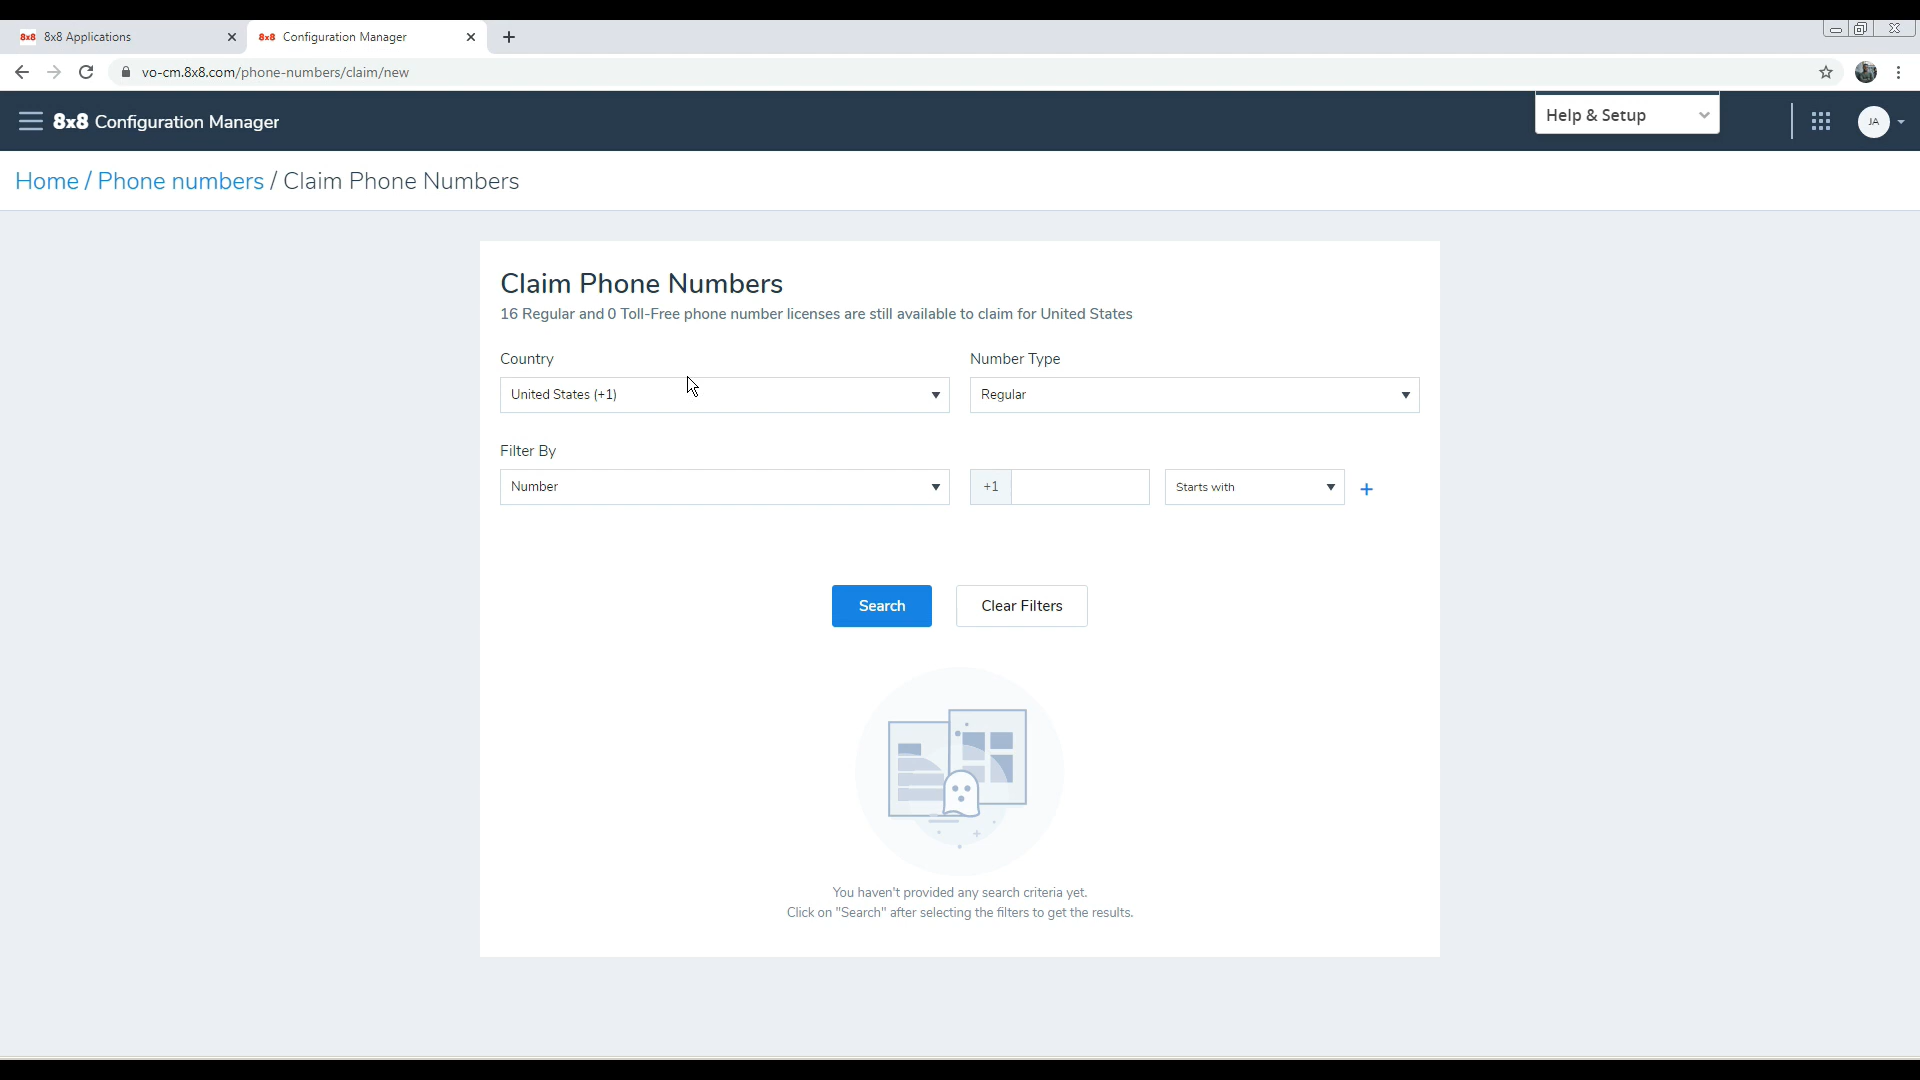 8x8 8x8 Applications
8x8 Configuration Manager
vo-cm.8x8.com/phone-numbers/claim/new
8x8 Configuration Manager
Help & Setup
JA
Home / Phone numbers / Claim Phone Numbers
Claim Phone Numbers
16 Regular and 0 Toll-Free phone number licenses are still available to claim for United States
Country
Number Type
United States (+1)
Regular
Filter By
Number
+1
Starts with
+
Search
Clear Filters
You haven't provided any search criteria yet.
Click on "Search" after selecting the filters to get the results.